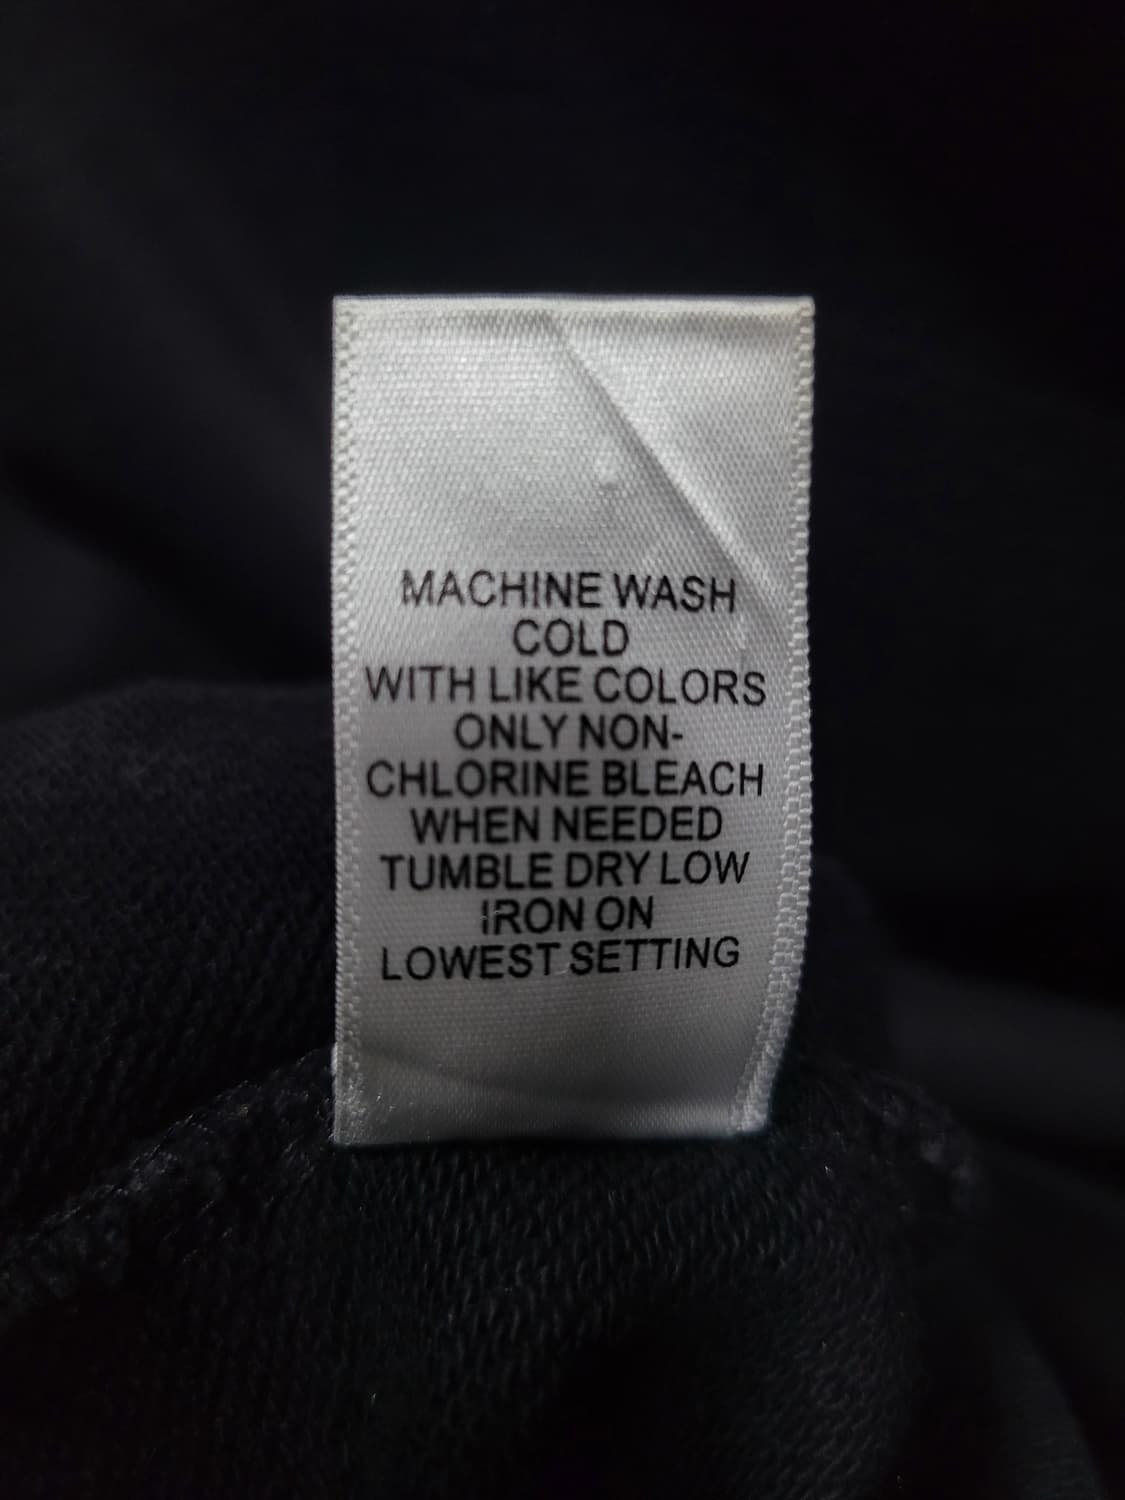 MACHINE WASH
COLD
WITH LIKE COLORS
ONLY NON-
CHLORINE BLEACH
WHEN NEEDED
TUMBLE DRY LOW
IRON ON
LOWEST SETTING